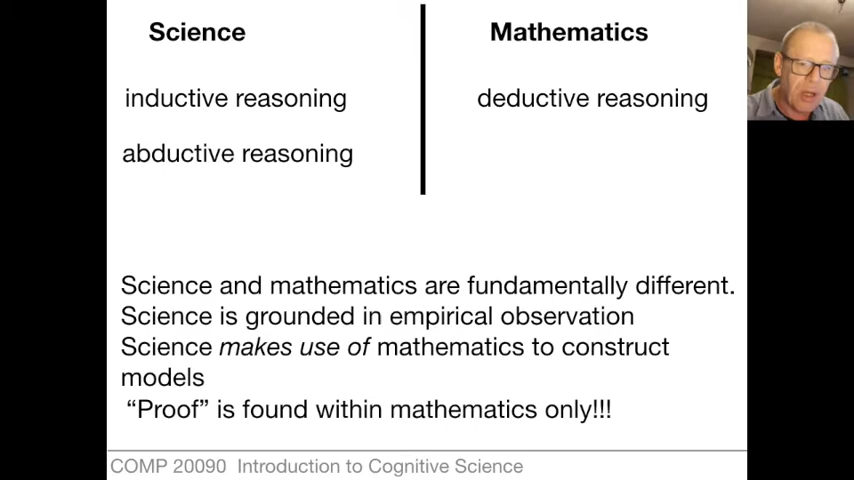 Science
Mathematics
inductive reasoning
deductive reasoning
abductive reasoning
Science and mathematics are fundamentally different.
Science is grounded in empirical observation
Science makes use of mathematics to construct
models
“Proof” is found within mathematics only!!!
COMP 20090 Introduction to Cognitive Science